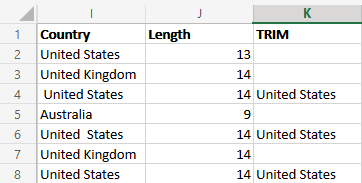 I J K
1 Country Length TRIM
2 United States 13
3 United Kingdom 14
4  United States 14 United States
5 Australia 9
6 United  States 14 United States
7 United Kingdom 14
8 United States 14 United States